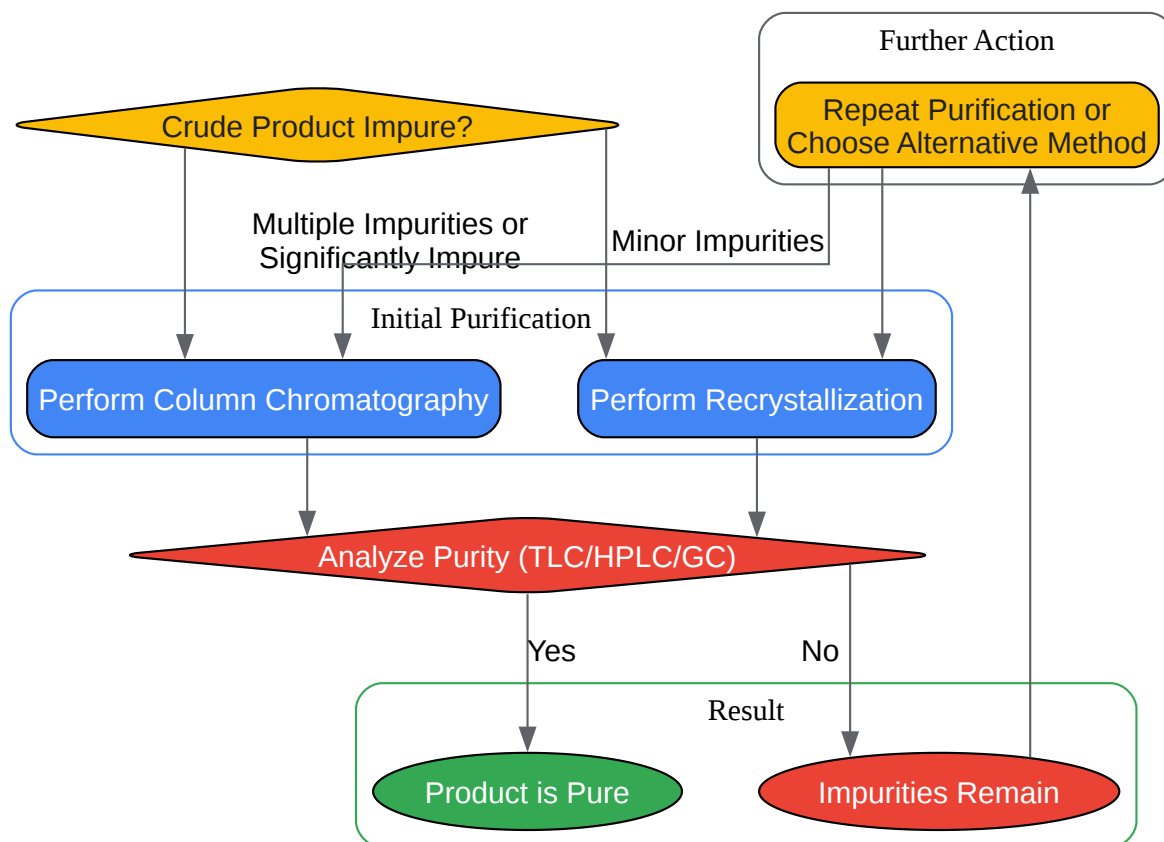 Further Action
Repeat Purification or
Choose Alternative Method
Crude Product Impure?
Multiple Impurities or
Significantly Impure
Minor Impurities
Initial Purification
Perform Column Chromatography
Perform Recrystallization
Analyze Purity (TLC/HPLC/GC)
Yes
No
Result
Product is Pure
Impurities Remain